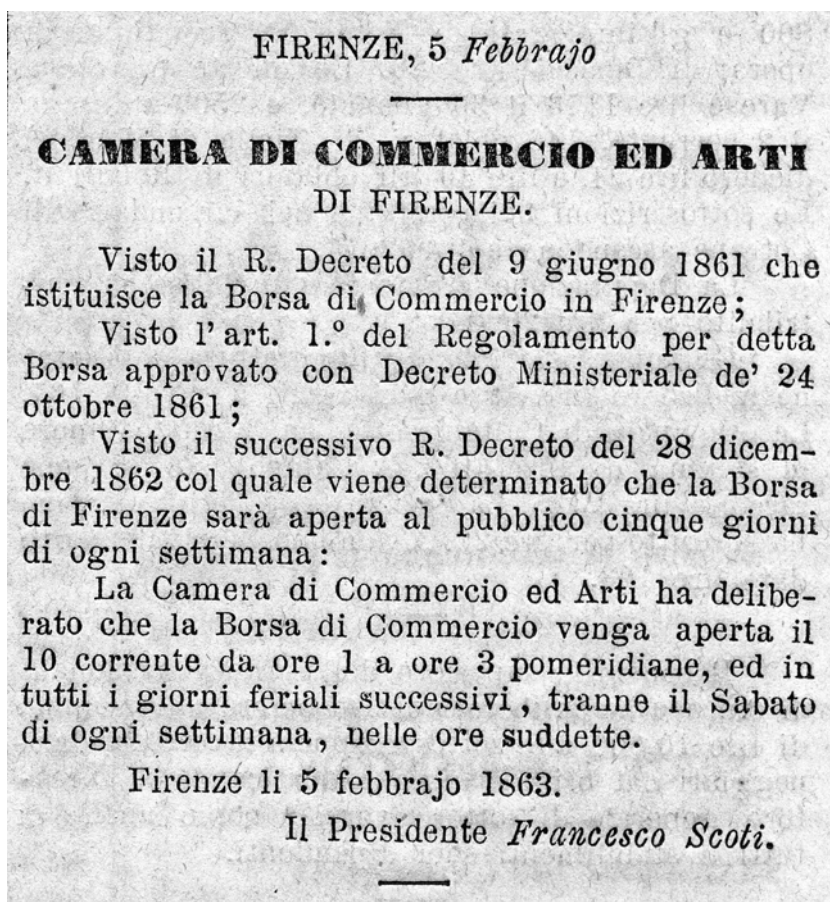 FIRENZE, 5 Febbrajo
CAMERA DI COMMERCIO ED ARTI
DI FIRENZE.
Visto il R. Decreto del 9 giugno 1861 che
istituisce la Borsa di Commercio in Firenze;
Visto l'art. 1.º del Regolamento per detta
Borsa approvato con Decreto Ministeriale de' 24
ottobre 1861;
Visto il successivo R. Decreto del 28 dicem-
bre 1862 col quale viene determinato che la Borsa
di Firenze sarà aperta al pubblico cinque giorni
di ogni settimana:
La Camera di Commercio ed Arti ha delibe-
rato che la Borsa di Commercio venga aperta il
10 corrente da ore 1 a ore 3 pomeridiane, ed in
tutti i giorni feriali successivi, tranne il Sabato
di ogni settimana, nelle ore suddette.
Firenze li 5 febbrajo 1863.
Il Presidente Francesco Scoti.